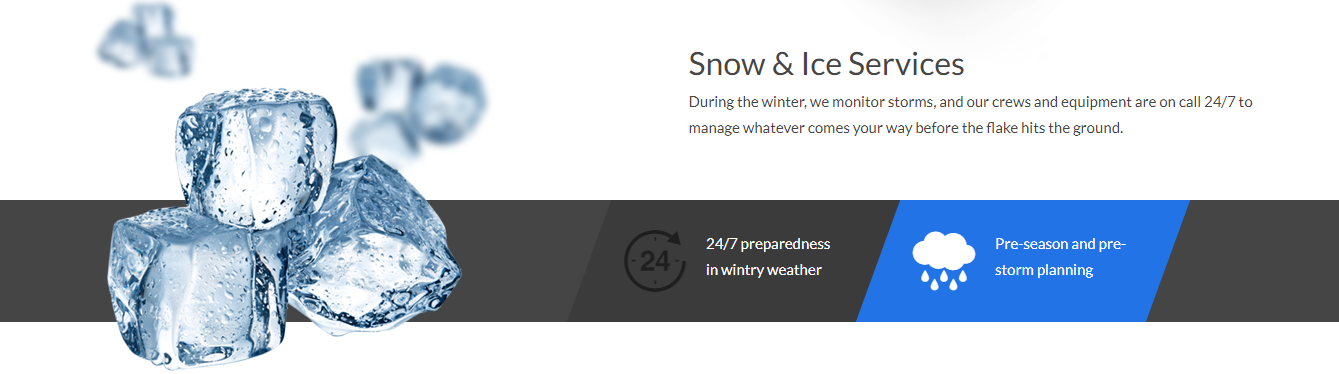 Snow & Ice Services
During the winter, we monitor storms, and our crews and equipment are on call 24/7 to
manage whatever comes your way before the flake hits the ground.
24
24/7 preparedness
in wintry weather
Pre-season and pre-
storm planning